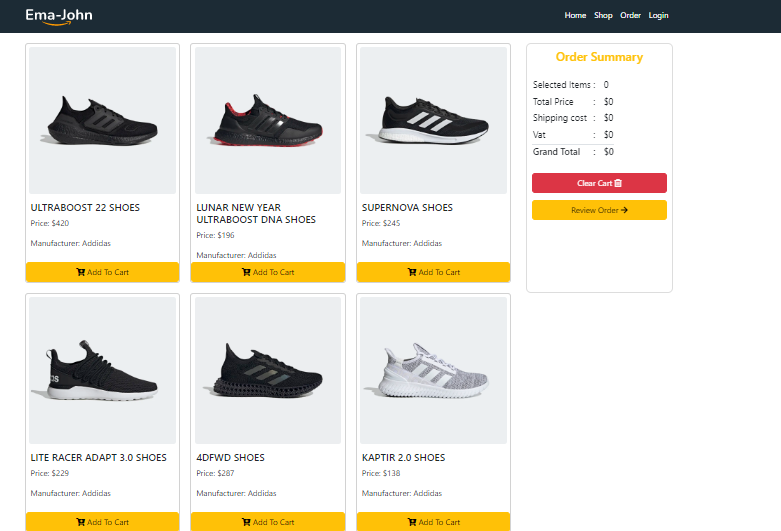 Ema-John
Home Shop Order Login
ULTRABOOST 22 SHOES
Price: $420
Manufacturer: Addidas
Add To Cart
LUNAR NEW YEAR
ULTRABOOST DNA SHOES
Price: $196
Manufacturer: Addidas
Add To Cart
SUPERNOVA SHOES
Price: $245
Manufacturer: Addidas
Add To Cart
Order Summary
Selected Items : 0
Total Price : $0
Shipping cost : $0
Vat : $0
Grand Total : $0
Clear Cart
Review Order
LITE RACER ADAPT 3.0 SHOES
Price: $229
Manufacturer: Addidas
Add To Cart
4DFWD SHOES
Price: $287
Manufacturer: Addidas
Add To Cart
KAPTIR 2.0 SHOES
Price: $138
Manufacturer: Addidas
Add To Cart